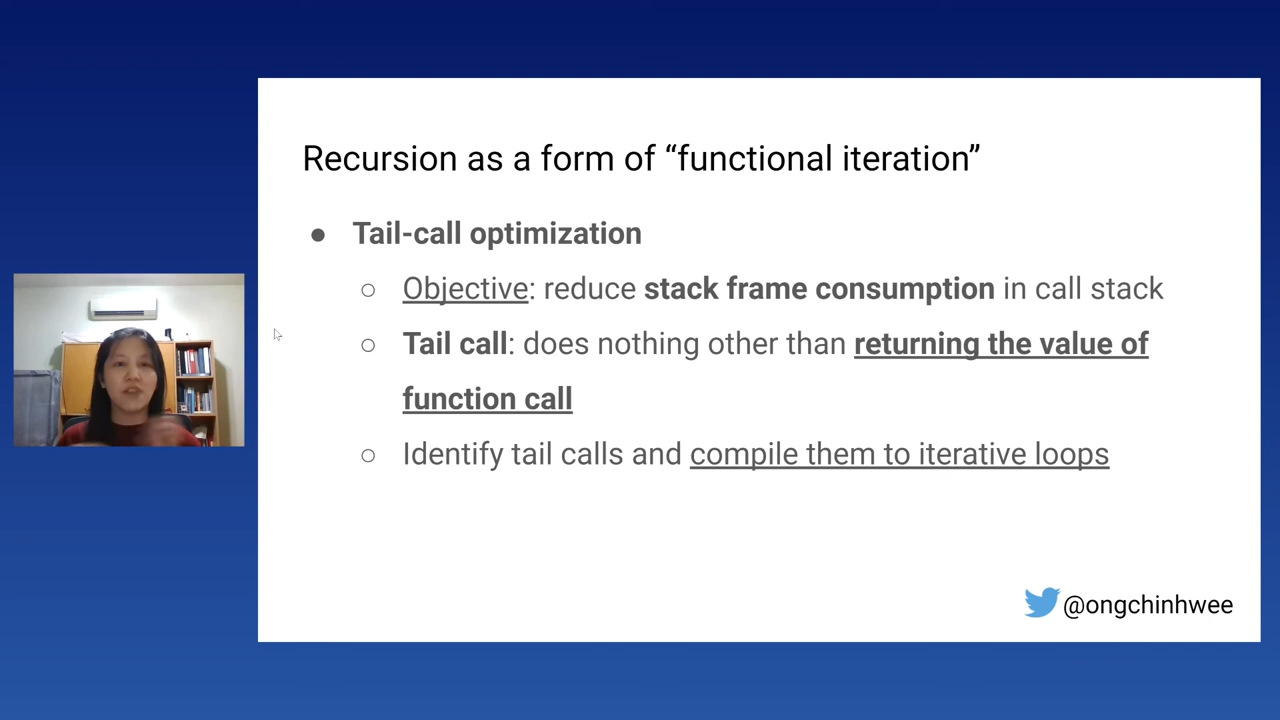 Recursion as a form of “functional iteration”
● Tail-call optimization
○ Objective: reduce stack frame consumption in call stack
○ Tail call: does nothing other than returning the value of
function call
○ Identify tail calls and compile them to iterative loops
@ongchinhwee